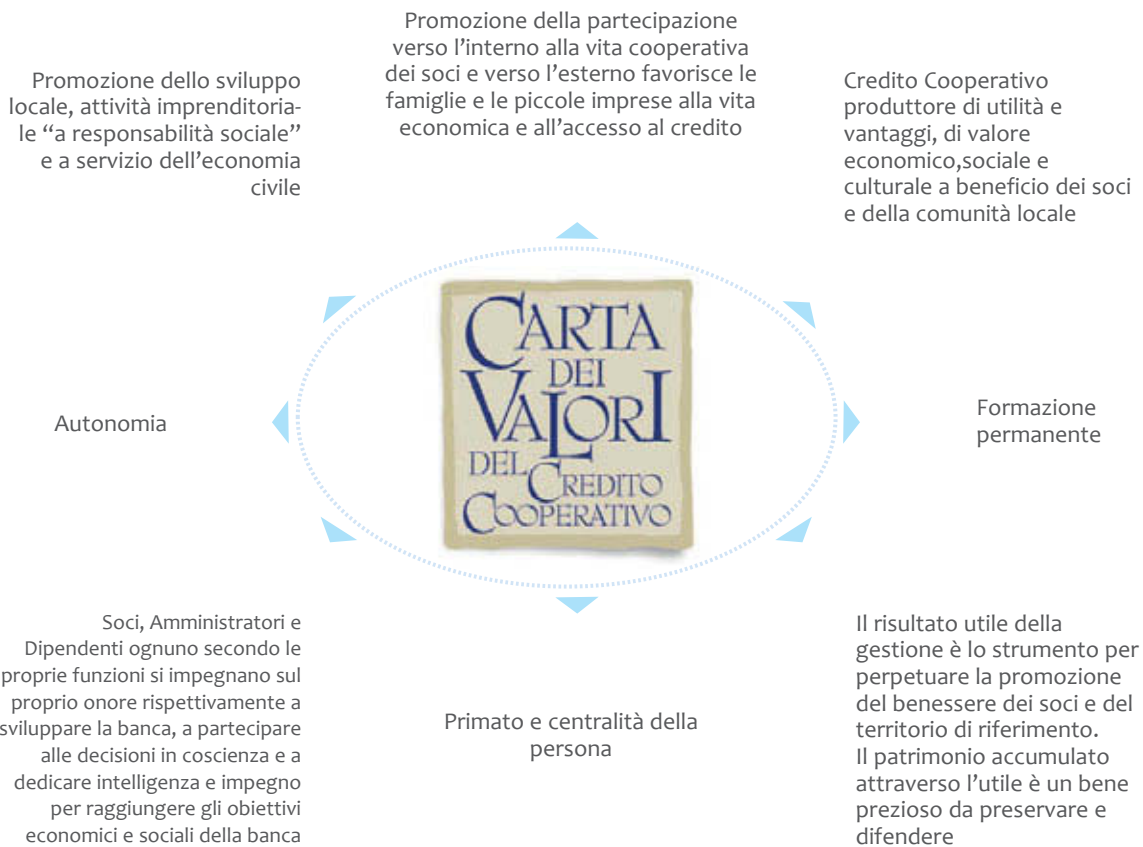 Promozione della partecipazione
verso l’interno alla vita cooperativa
dei soci e verso l’esterno favorisce le
famiglie e le piccole imprese alla vita
economica e all’accesso al credito
Promozione dello sviluppo
locale, attività imprenditoria-
le “a responsabilità sociale”
e a servizio dell’economia
civile
Credito Cooperativo
produttore di utilità e
vantaggi, di valore
economico,sociale e
culturale a beneficio dei soci
e della comunità locale
CARTA
DEI
VALORI
DEL CREDITO
COOPERATIVO
Autonomia
Formazione
permanente
Soci, Amministratori e
Dipendenti ognuno secondo le
proprie funzioni si impegnano sul
proprio onore rispettivamente a
sviluppare la banca, a partecipare
alle decisioni in coscienza e a
dedicare intelligenza e impegno
per raggiungere gli obiettivi
economici e sociali della banca
Primato e centralità della
persona
Il risultato utile della
gestione è lo strumento per
perpetuare la promozione
del benessere dei soci e del
territorio di riferimento.
Il patrimonio accumulato
attraverso l’utile è un bene
prezioso da preservare e
difendere